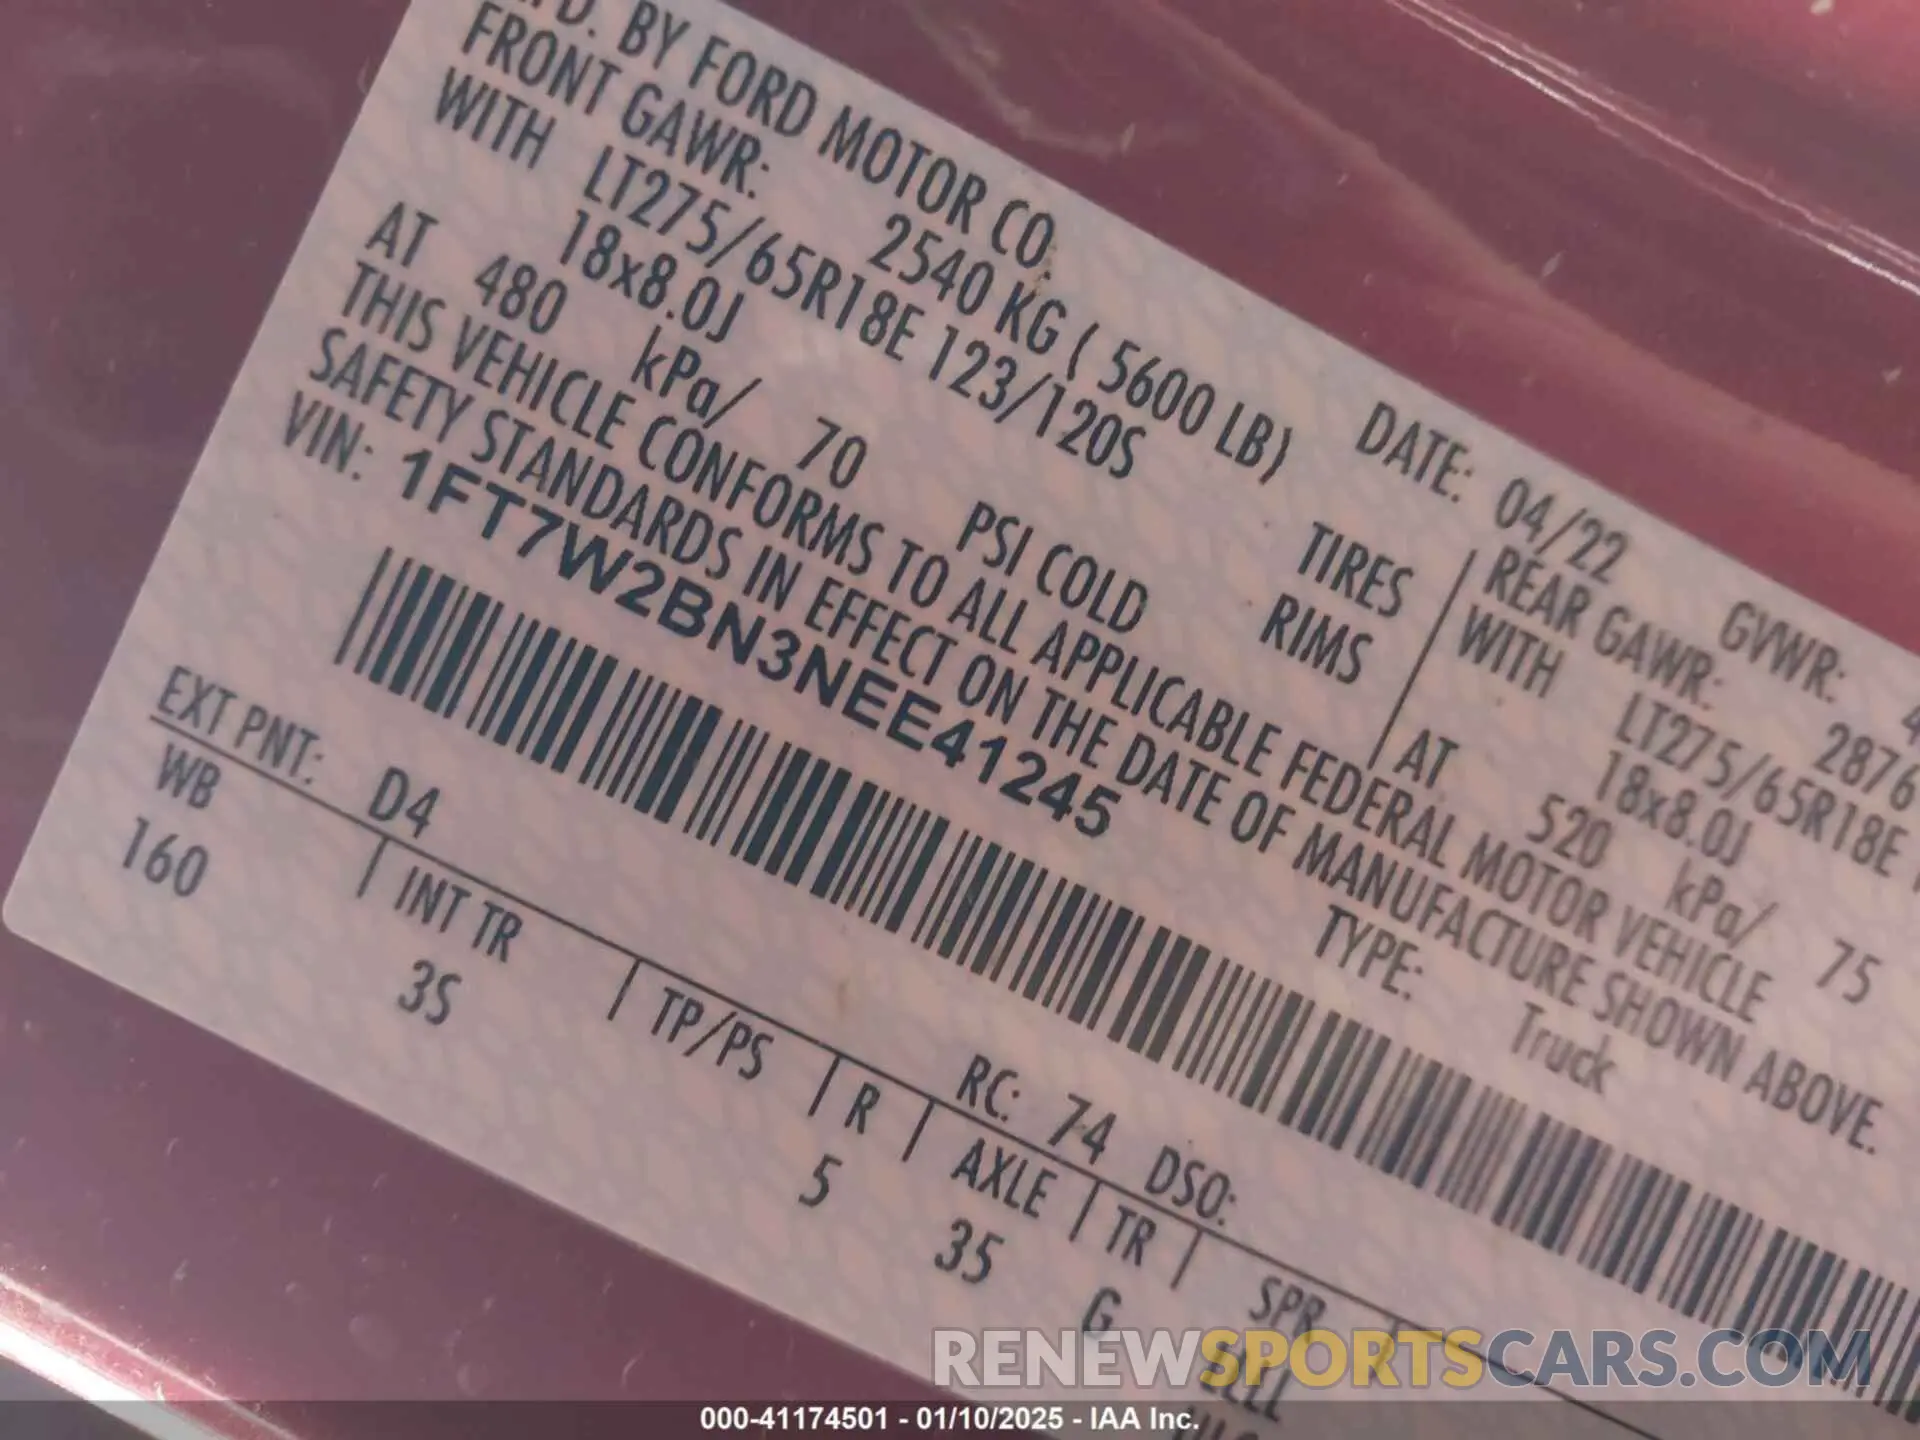 MFD. BY FORD MOTOR CO.
DATE: 04/22 GVWR:
FRONT GAWR: 2540 KG ( 5600 LB)
REAR GAWR: 2876
WITH LT275/65R18E 123/120S TIRES
WITH LT275/65R18E
18x8.0J RIMS
18x8.0J
AT 480 kPa/ 70 PSI COLD
AT 520 kPa/ 75
THIS VEHICLE CONFORMS TO ALL APPLICABLE FEDERAL MOTOR VEHICLE
SAFETY STANDARDS IN EFFECT ON THE DATE OF MANUFACTURE SHOWN ABOVE.
VIN: 1FT7W2BN3NEE41245
TYPE: Truck
EXT PNT: D4 RC: 74 DSO:
WB | INT TR | TP/PS | R | AXLE | TR | SPR
160 3S 5 35 G
RENEWSPORTSCARS.COM
000-41174501 - 01/10/2025 - IAA Inc.